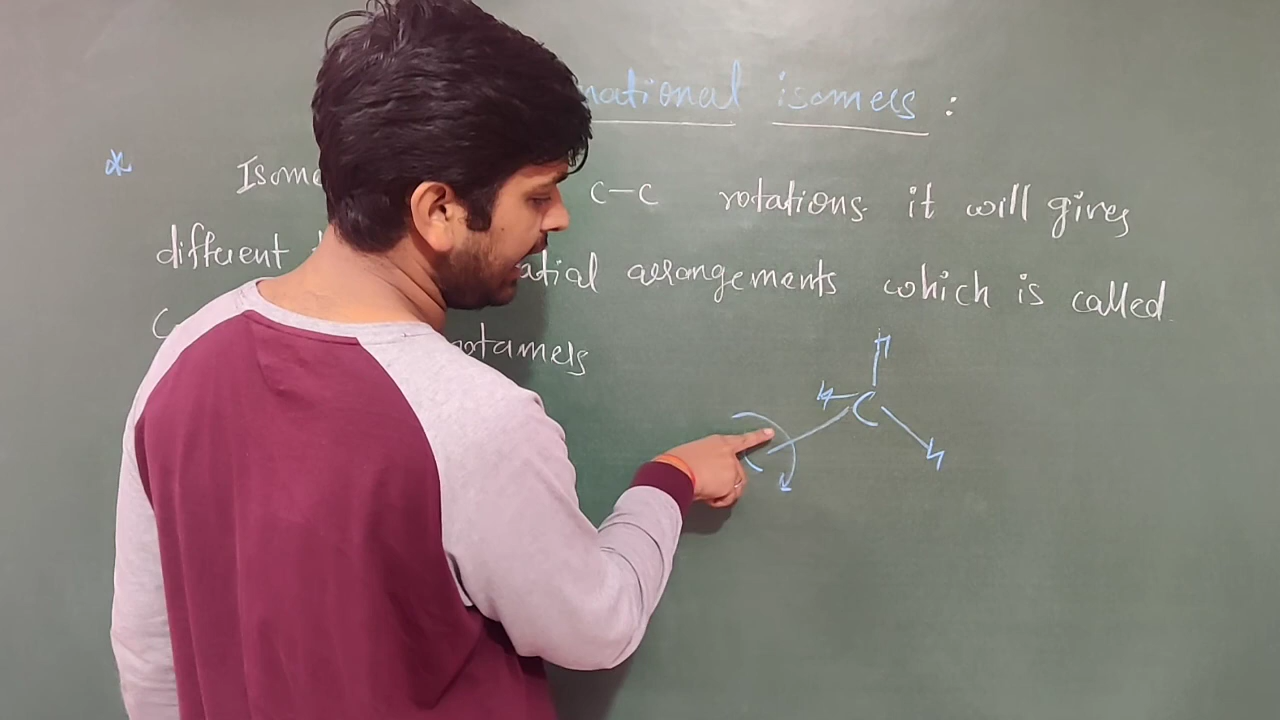 national isomers :
* Isome C-C rotations it will gives
different atial arrangements which is called
C otamers
H
H C
C H